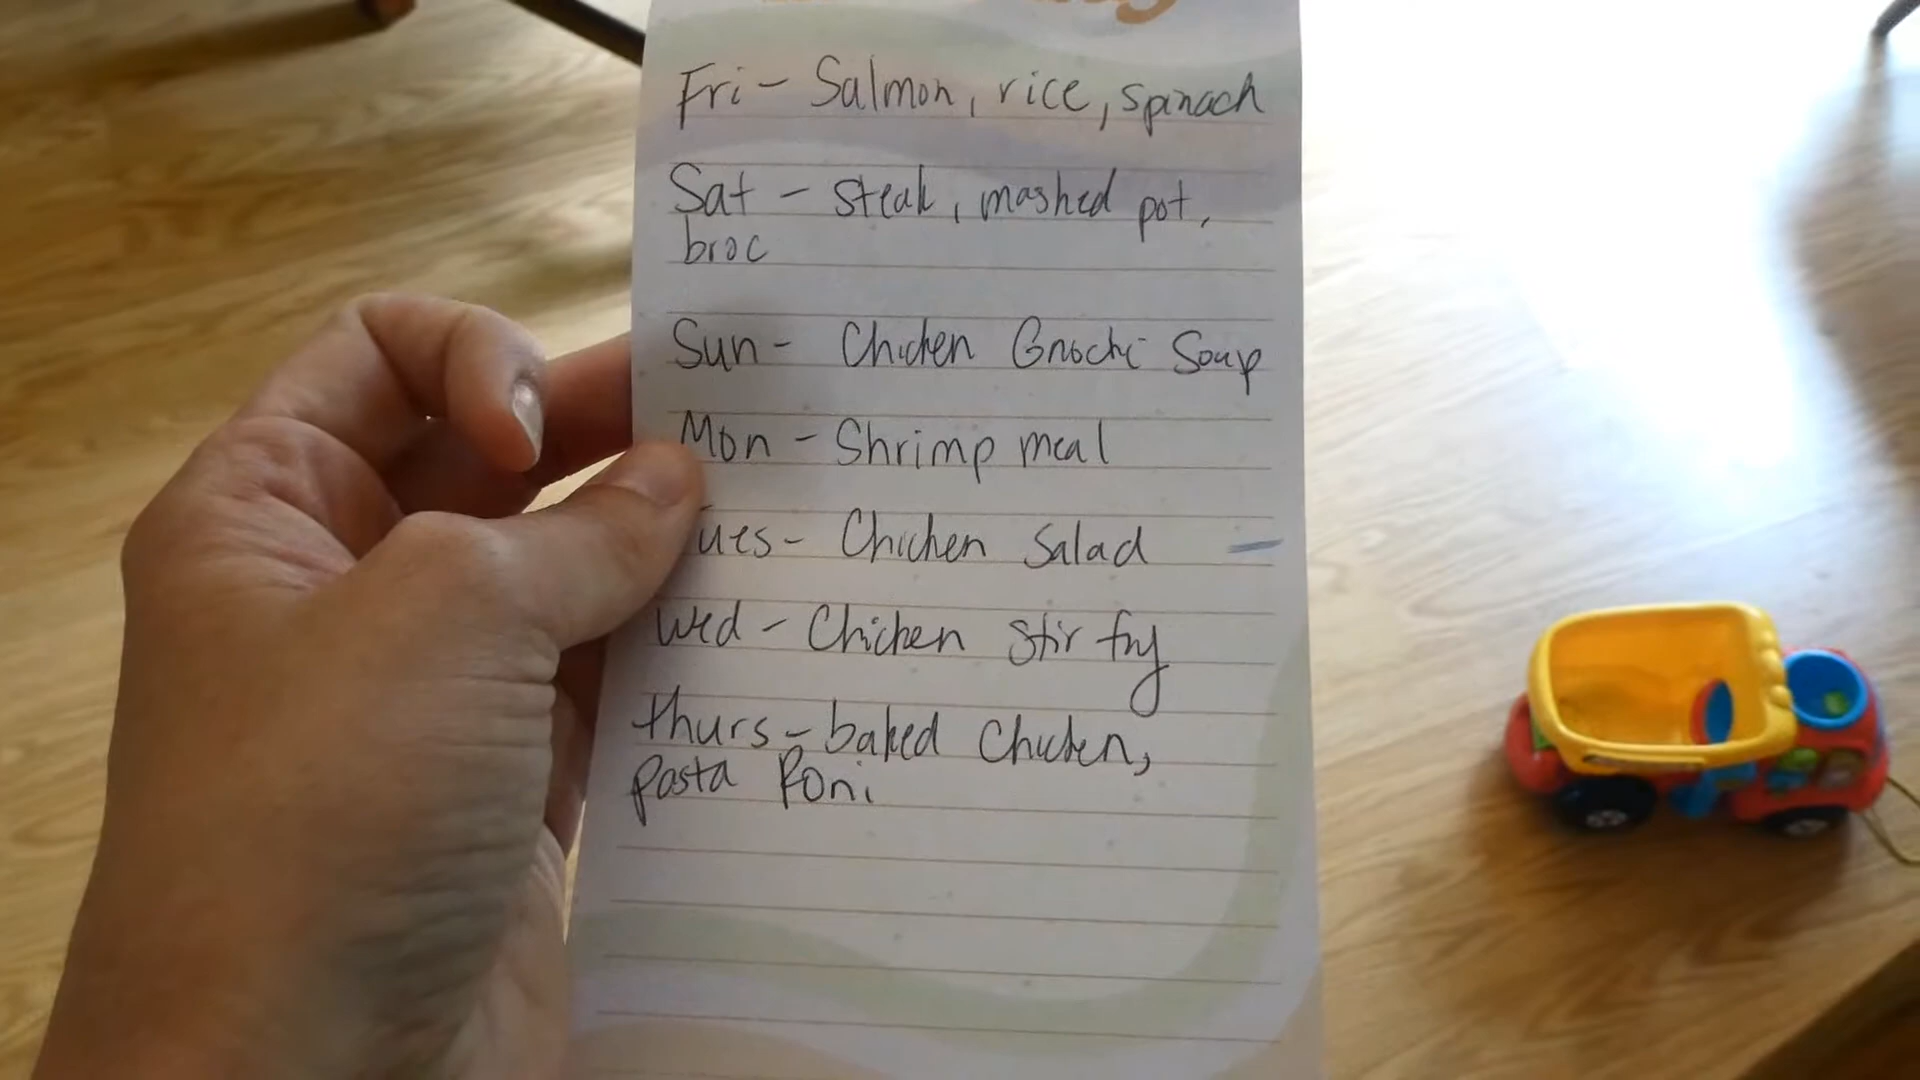 Fri - Salmon, rice, spinach
Sat - steak, mashed pot,
broc
Sun - Chicken Gnochi Soup
Mon - Shrimp meal
Tues - Chicken Salad -
Wed - Chicken Stir fry
thurs - baked Chicken,
pasta Roni